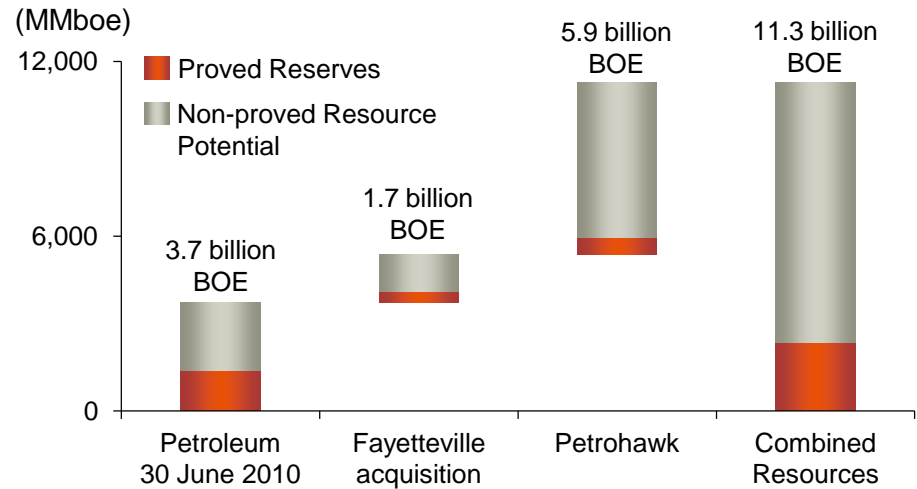 (MMboe)
12,000
6,000
0
Proved Reserves
Non-proved Resource
Potential
3.7 billion
BOE
1.7 billion
BOE
5.9 billion
BOE
11.3 billion
BOE
Petroleum
30 June 2010
Fayetteville
acquisition
Petrohawk
Combined
Resources